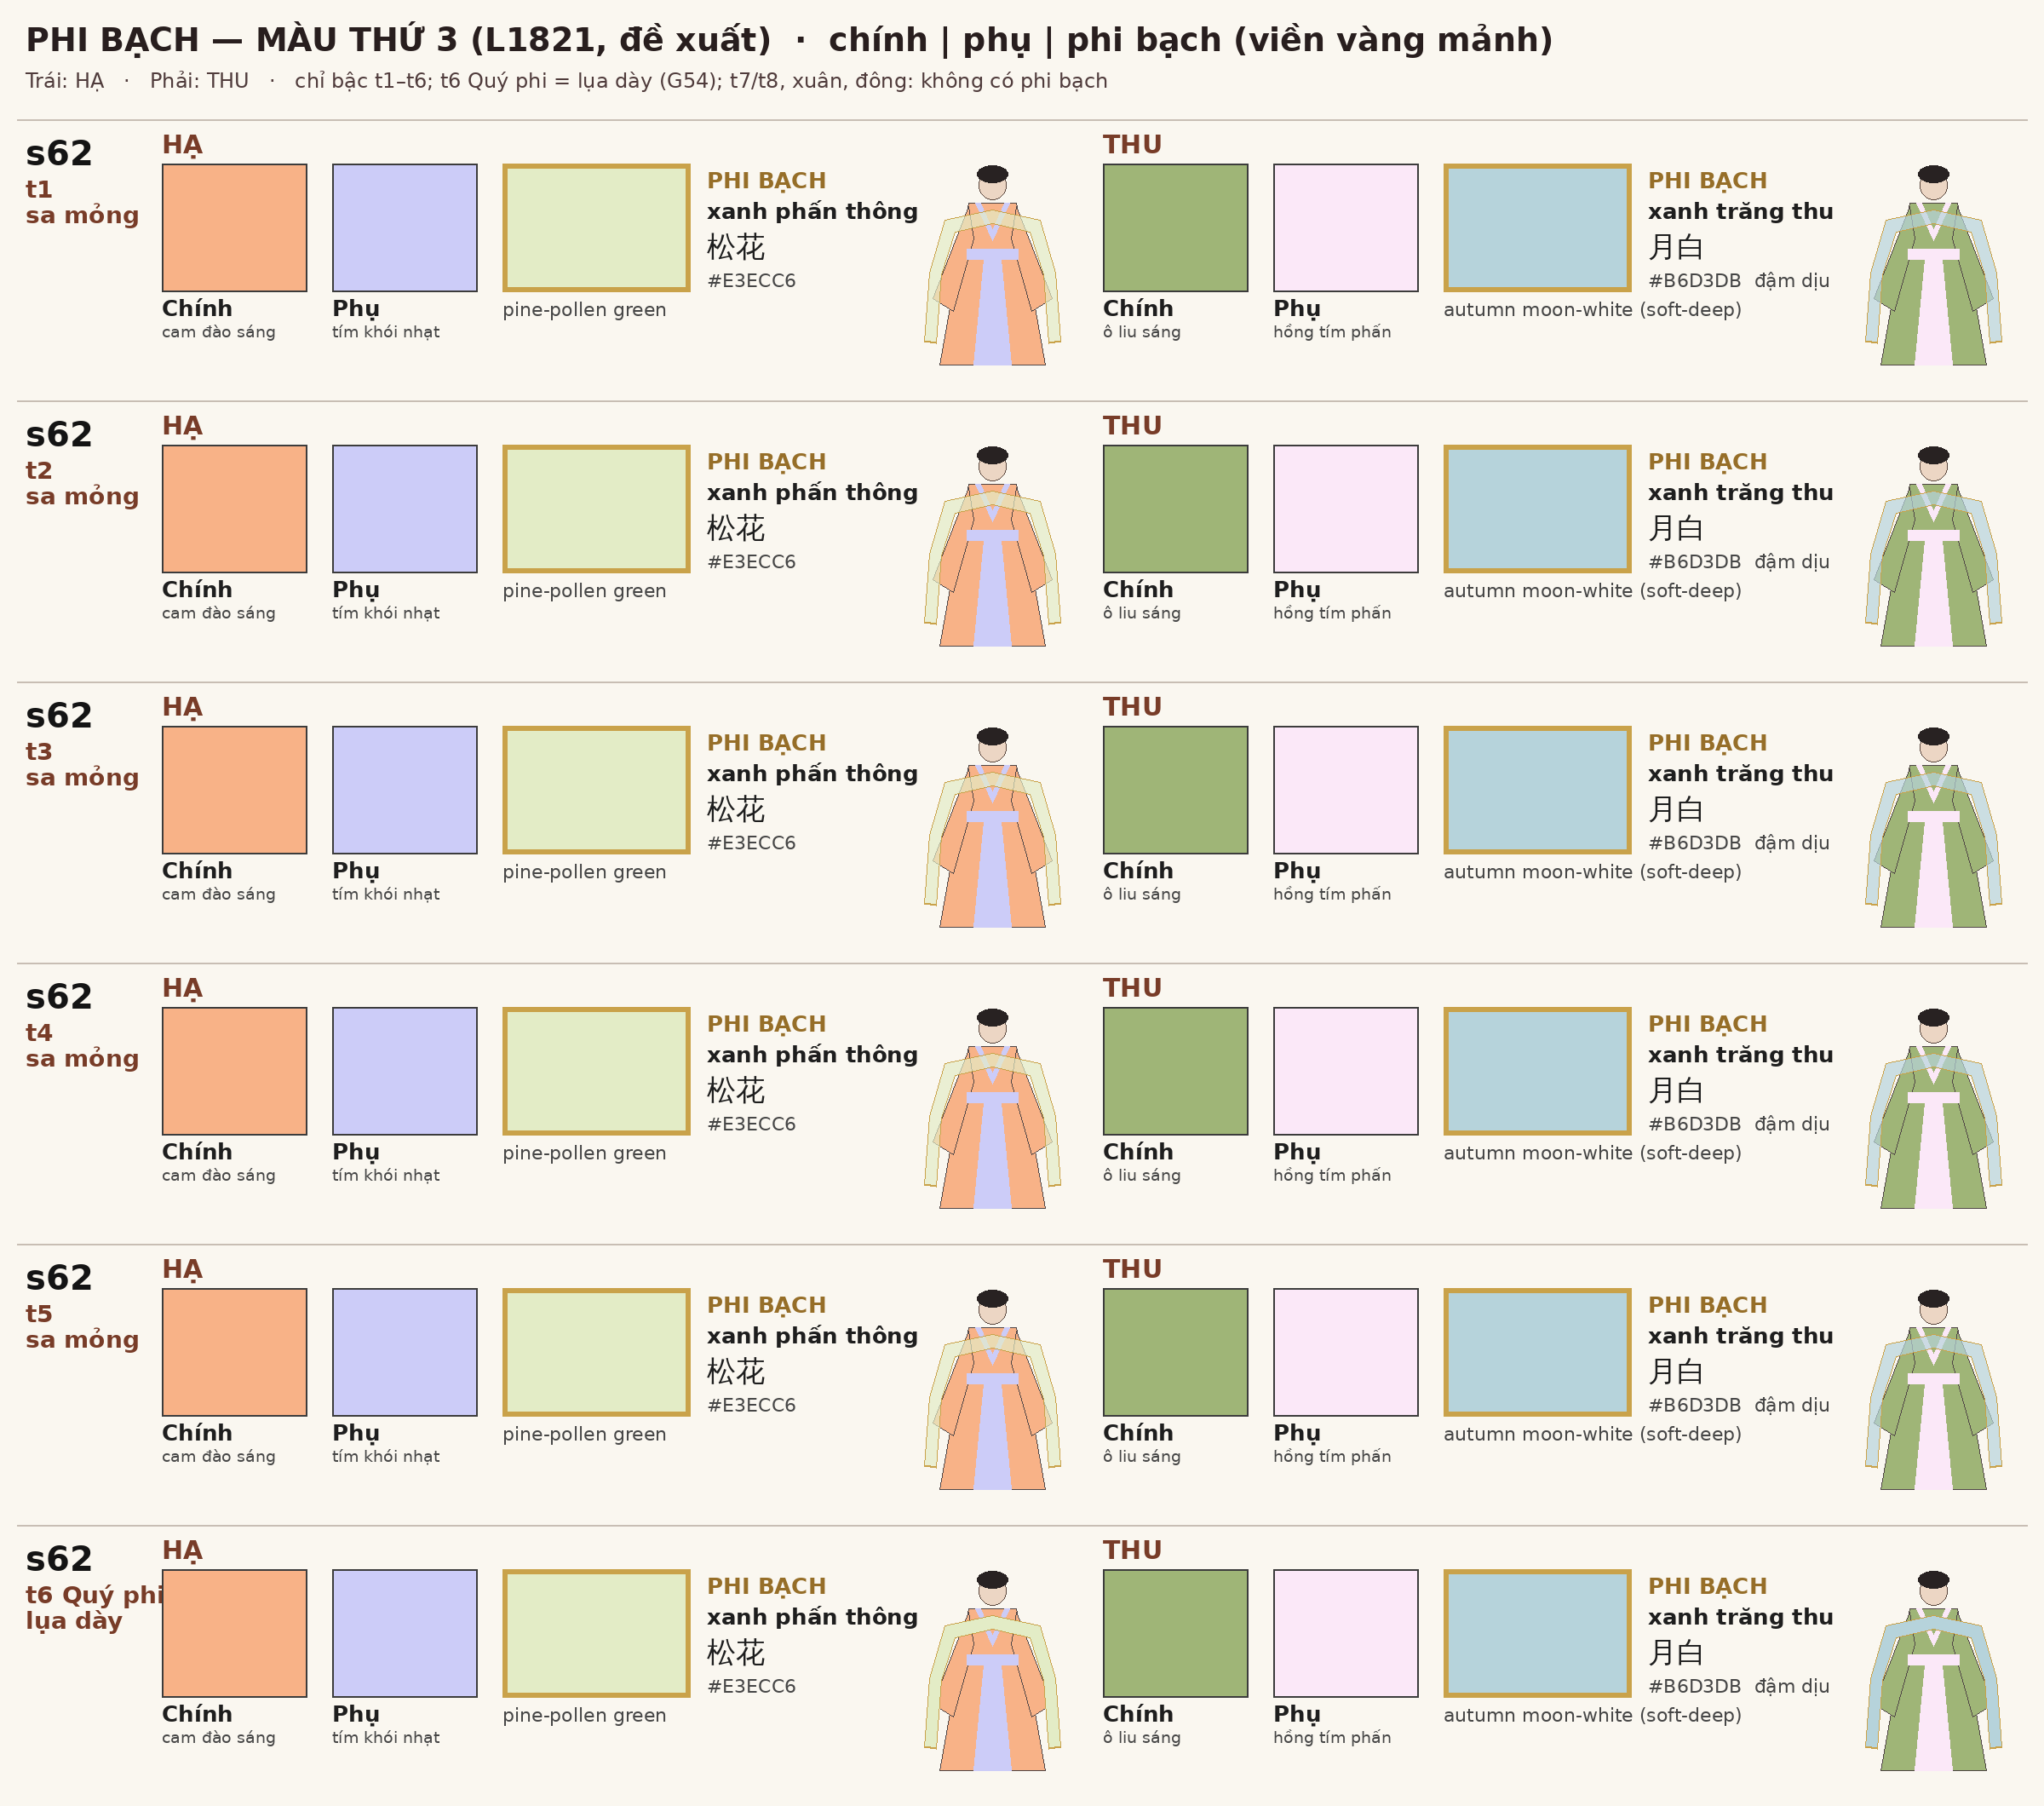 PHI BẠCH — MÀU THỨ 3 (L1821, đề xuất)  ·  chính | phụ | phi bạch (viền vàng mảnh)
Trái: HẠ   ·   Phải: THU   ·   chỉ bậc t1–t6; t6 Quý phi = lụa dày (G54); t7/t8, xuân, đông: không có phi bạch
s62
t1
sa mỏng
HẠ
Chính
cam đào sáng
Phụ
tím khói nhạt
pine-pollen green
PHI BẠCH
xanh phấn thông
松花
#E3ECC6
THU
Chính
ô liu sáng
Phụ
hồng tím phấn
autumn moon-white (soft-deep)
PHI BẠCH
xanh trăng thu
月白
#B6D3DB  đậm dịu
s62
t2
sa mỏng
HẠ
Chính
cam đào sáng
Phụ
tím khói nhạt
pine-pollen green
PHI BẠCH
xanh phấn thông
松花
#E3ECC6
THU
Chính
ô liu sáng
Phụ
hồng tím phấn
autumn moon-white (soft-deep)
PHI BẠCH
xanh trăng thu
月白
#B6D3DB  đậm dịu
s62
t3
sa mỏng
HẠ
Chính
cam đào sáng
Phụ
tím khói nhạt
pine-pollen green
PHI BẠCH
xanh phấn thông
松花
#E3ECC6
THU
Chính
ô liu sáng
Phụ
hồng tím phấn
autumn moon-white (soft-deep)
PHI BẠCH
xanh trăng thu
月白
#B6D3DB  đậm dịu
s62
t4
sa mỏng
HẠ
Chính
cam đào sáng
Phụ
tím khói nhạt
pine-pollen green
PHI BẠCH
xanh phấn thông
松花
#E3ECC6
THU
Chính
ô liu sáng
Phụ
hồng tím phấn
autumn moon-white (soft-deep)
PHI BẠCH
xanh trăng thu
月白
#B6D3DB  đậm dịu
s62
t5
sa mỏng
HẠ
Chính
cam đào sáng
Phụ
tím khói nhạt
pine-pollen green
PHI BẠCH
xanh phấn thông
松花
#E3ECC6
THU
Chính
ô liu sáng
Phụ
hồng tím phấn
autumn moon-white (soft-deep)
PHI BẠCH
xanh trăng thu
月白
#B6D3DB  đậm dịu
s62
t6 Quý phi
lụa dày
HẠ
Chính
cam đào sáng
Phụ
tím khói nhạt
pine-pollen green
PHI BẠCH
xanh phấn thông
松花
#E3ECC6
THU
Chính
ô liu sáng
Phụ
hồng tím phấn
autumn moon-white (soft-deep)
PHI BẠCH
xanh trăng thu
月白
#B6D3DB  đậm dịu